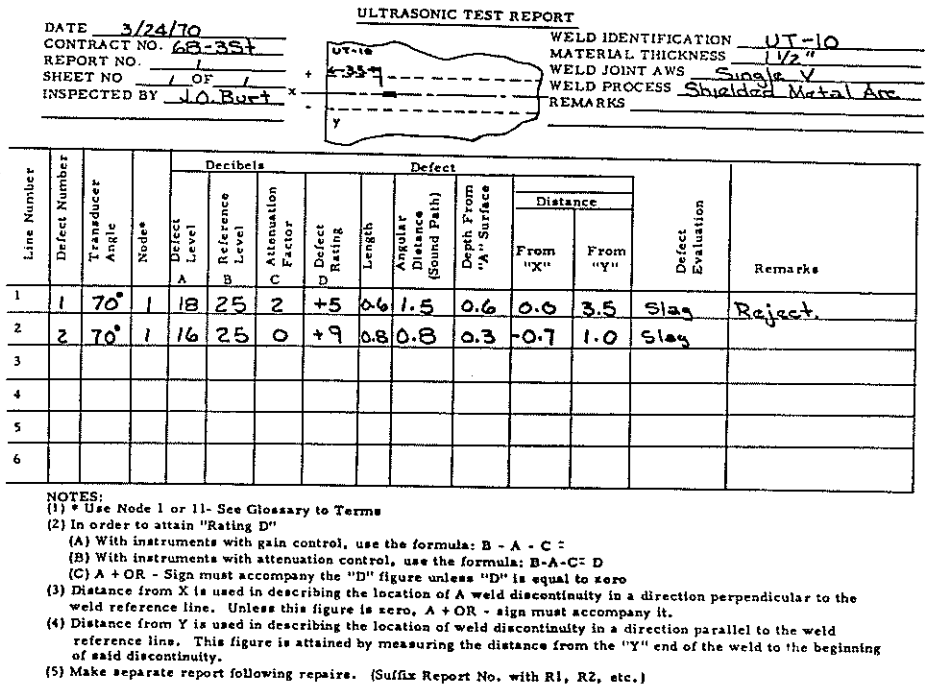 ULTRASONIC TEST REPORT
DATE 3/24/70
CONTRACT NO. 68-351
REPORT NO. 1
SHEET NO 1 OF 1
INSPECTED BY J.O. Burt
UT-10
3.5
+
x
-
Y
WELD IDENTIFICATION UT-10
MATERIAL THICKNESS 1 1/2"
WELD JOINT AWS Single V
WELD PROCESS Shielded Metal Arc
REMARKS
Decibels Defect
Line Number Defect Number Transducer Angle Node* Defect Level A Reference Level B Attenuation Factor C Defect Rating D Length Angular Distance (Sound Path) Depth From "A" Surface Distance From "X" From "Y" Defect Evaluation Remarks
1 1 70° 1 18 25 2 +5 0.6 1.5 0.6 0.0 3.5 Slag Reject.
2 2 70° 1 16 25 0 +9 0.8 0.8 0.3 -0.7 1.0 Slag
3
4
5
6
NOTES:
(1) * Use Node 1 or 11- See Glossary to Terms
(2) In order to attain "Rating D"
(A) With instruments with gain control, use the formula: B - A - C =
(B) With instruments with attenuation control, use the formula: B-A-C= D
(C) A + OR - Sign must accompany the "D" figure unless "D" is equal to zero
(3) Distance from X is used in describing the location of A weld discontinuity in a direction perpendicular to the
weld reference line. Unless this figure is zero, A + OR - sign must accompany it.
(4) Distance from Y is used in describing the location of weld discontinuity in a direction parallel to the weld
reference line. This figure is attained by measuring the distance from the "Y" end of the weld to the beginning
of said discontinuity.
(5) Make separate report following repairs. (Suffix Report No. with R1, R2, etc.)